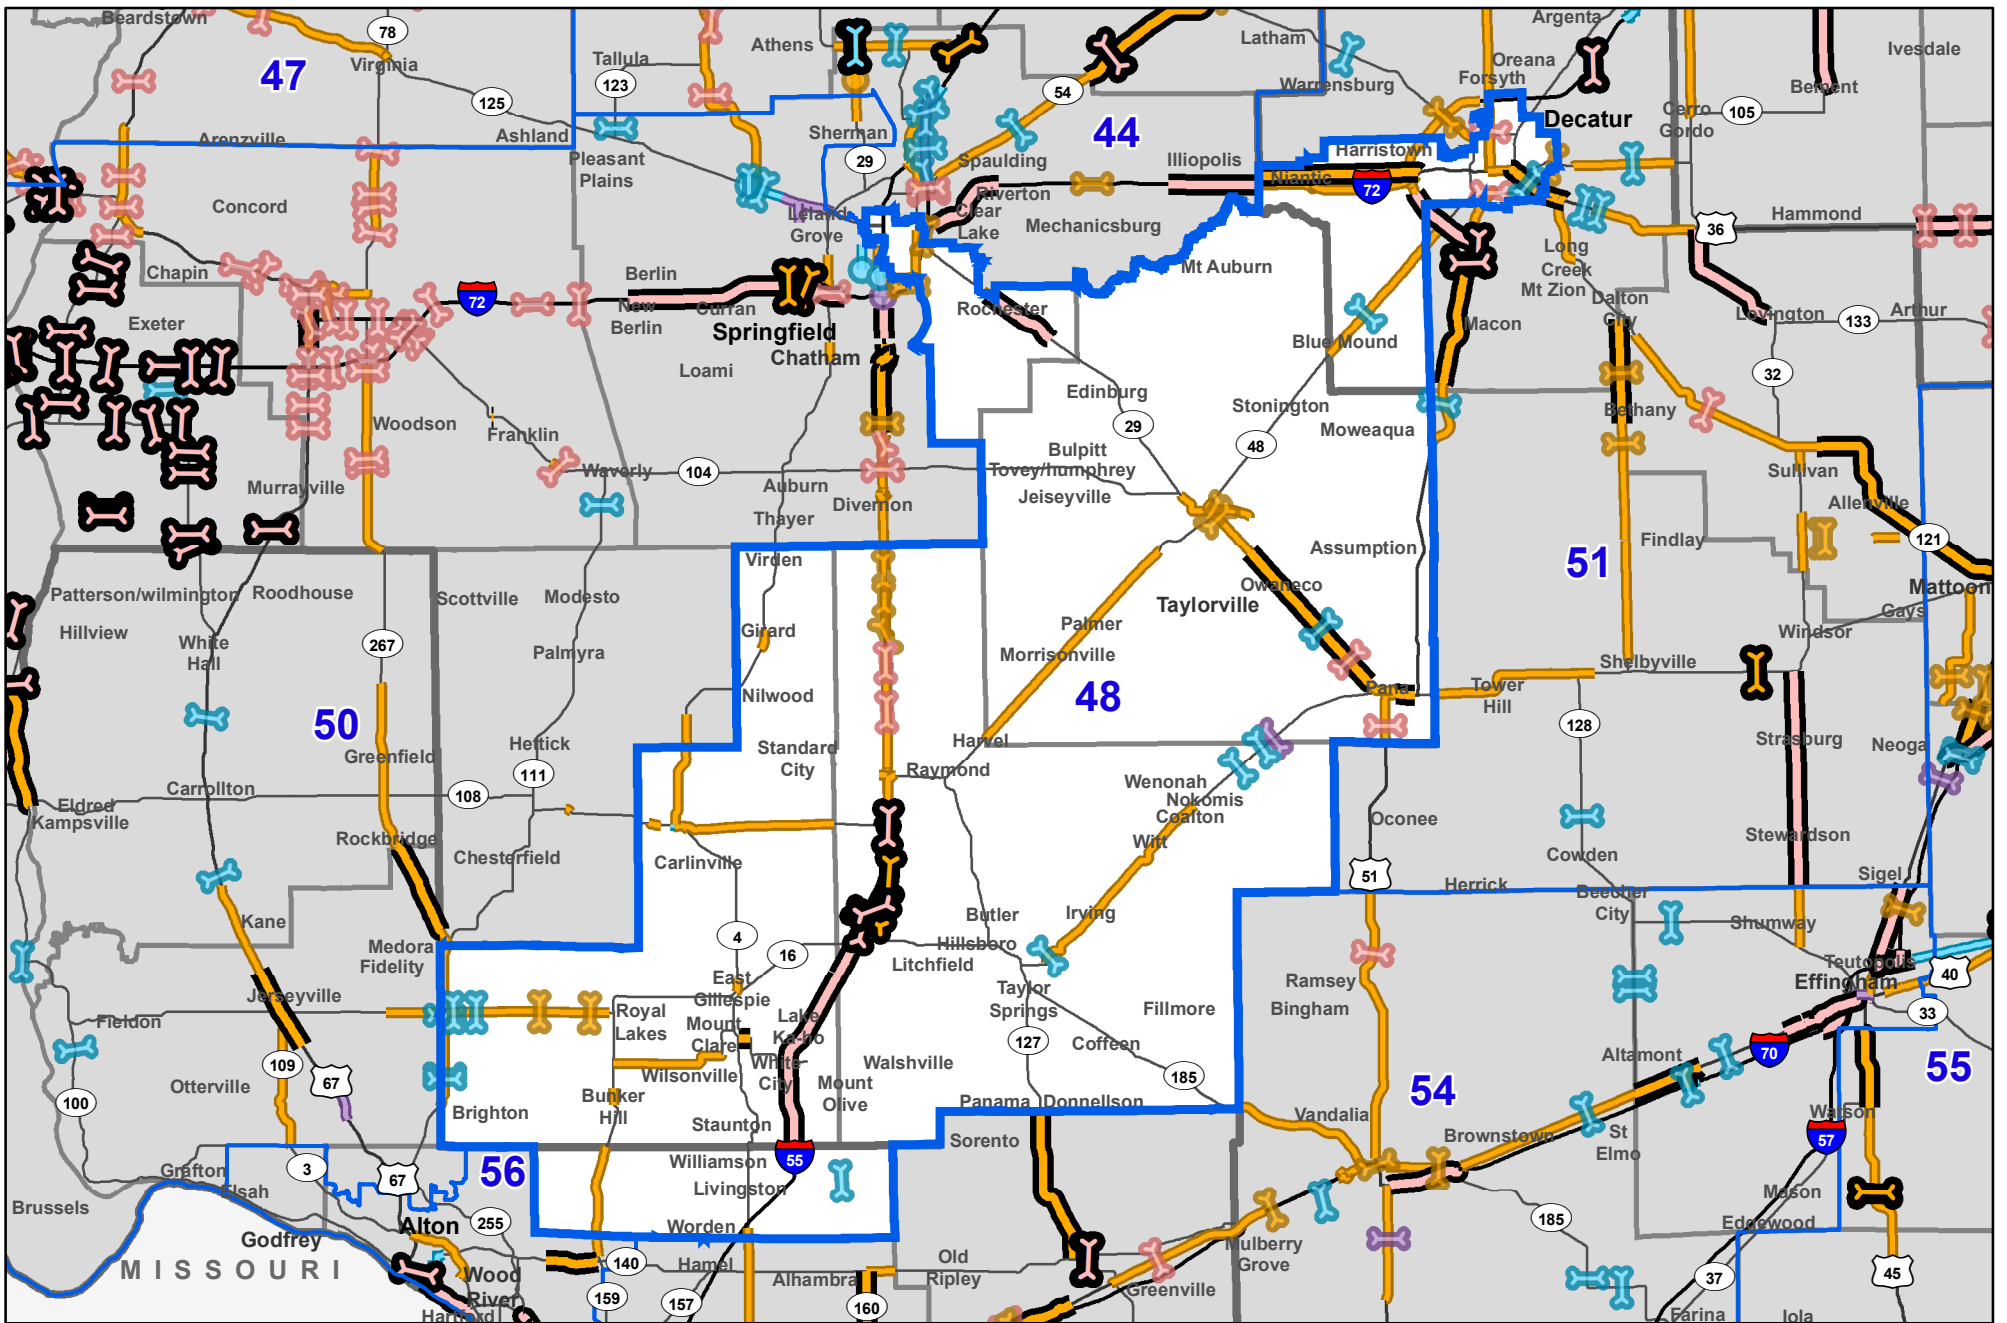 Beardstown
78
Virginia
47
Tallula
123
Athens
Latham
Argenta
Ivesdale
Oreana
Forsyth
Warrensburg
Bement
125
54
Cerro
Gordo
105
Arenzville
Ashland
Sherman
44
Decatur
Pleasant
Plains
29
Spaulding
Illiopolis
Harristown
Concord
Riverton
Niantic
72
Leland
Grove
Clear
Lake
Mechanicsburg
36
Hammond
Long
Creek
Chapin
Berlin
Mt Auburn
Mt Zion
72
New
Berlin
Curran
Rochester
Dalton
City
Exeter
Macon
Lovington
133
Arthur
Springfield
Chatham
Blue Mound
Loami
32
Edinburg
Woodson
Franklin
29
Stonington
48
Moweaqua
Bethany
Bulpitt
Waverly
104
Tovey/humphrey
Sullivan
Murrayville
Auburn
Divernon
Jeiseyville
Allenville
Thayer
Assumption
Findlay
121
Virden
51
Patterson/wilmington
Roodhouse
Scottville
Modesto
Owaneco
Mattoon
Taylorville
Gays
Hillview
White
Hall
267
Girard
Palmer
Windsor
Palmyra
Morrisonville
Shelbyville
50
Nilwood
48
Pana
Tower
Hill
128
Greenfield
Hettick
Standard
City
Harvel
Strasburg
Neoga
111
Raymond
Wenonah
Carrollton
108
Nokomis
Eldred
Kampsville
Coalton
Oconee
Rockbridge
Witt
Stewardson
Chesterfield
Carlinville
Cowden
51
Sigel
Herrick
Beecher
City
Kane
Butler
Irving
Shumway
4
Medora
Fidelity
16
Hillsboro
Litchfield
Teutopolis
40
East
Gillespie
Ramsey
Effingham
Jerseyville
Taylor
Springs
Fillmore
Bingham
Fieldon
Royal
Lakes
Mount
Clare
Lake
Ka-ho
33
127
Coffeen
Altamont
70
109
67
White
City
Walshville
55
Otterville
Wilsonville
185
54
100
Brighton
Bunker
Hill
Mount
Olive
Panama
Donnellson
Vandalia
Watson
Staunton
Brownstown
St
Elmo
57
Sorento
Grafton
3
67
56
Williamson
55
Elsah
Livingston
Mason
Brussels
255
Worden
185
Edgewood
Alton
Godfrey
MISSOURI
140
Hamel
Old
Ripley
Mulberry
Grove
Wood
River
Alhambra
37
45
159
157
160
Greenville
Hartford
Farina
Iola